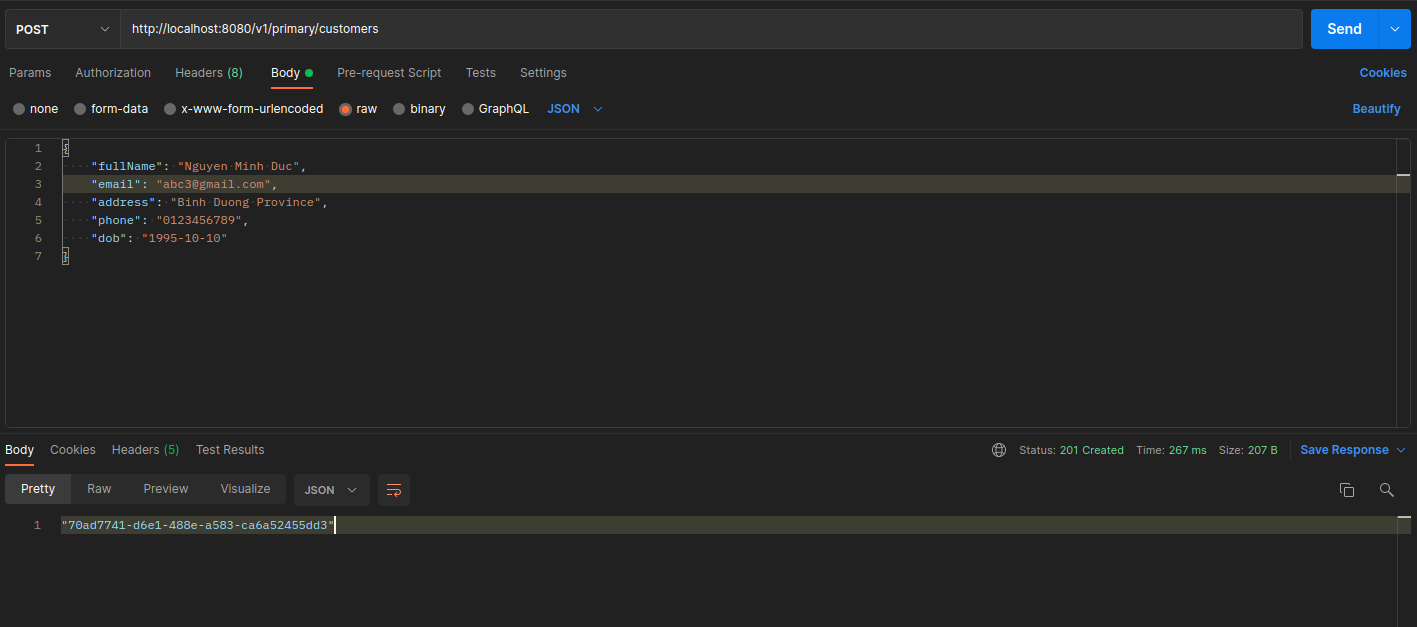 POST http://localhost:8080/v1/primary/customers Send
Params Authorization Headers (8) Body Pre-request Script Tests Settings Cookies
none form-data x-www-form-urlencoded raw binary GraphQL JSON Beautify
1 {
2 "fullName": "Nguyen Minh Duc",
3 "email": "abc3@gmail.com",
4 "address": "Binh Duong Province",
5 "phone": "0123456789",
6 "dob": "1995-10-10"
7 }
Body Cookies Headers (5) Test Results Status: 201 Created Time: 267 ms Size: 207 B Save Response
Pretty Raw Preview Visualize JSON
1 "70ad7741-d6e1-488e-a583-ca6a52455dd3"